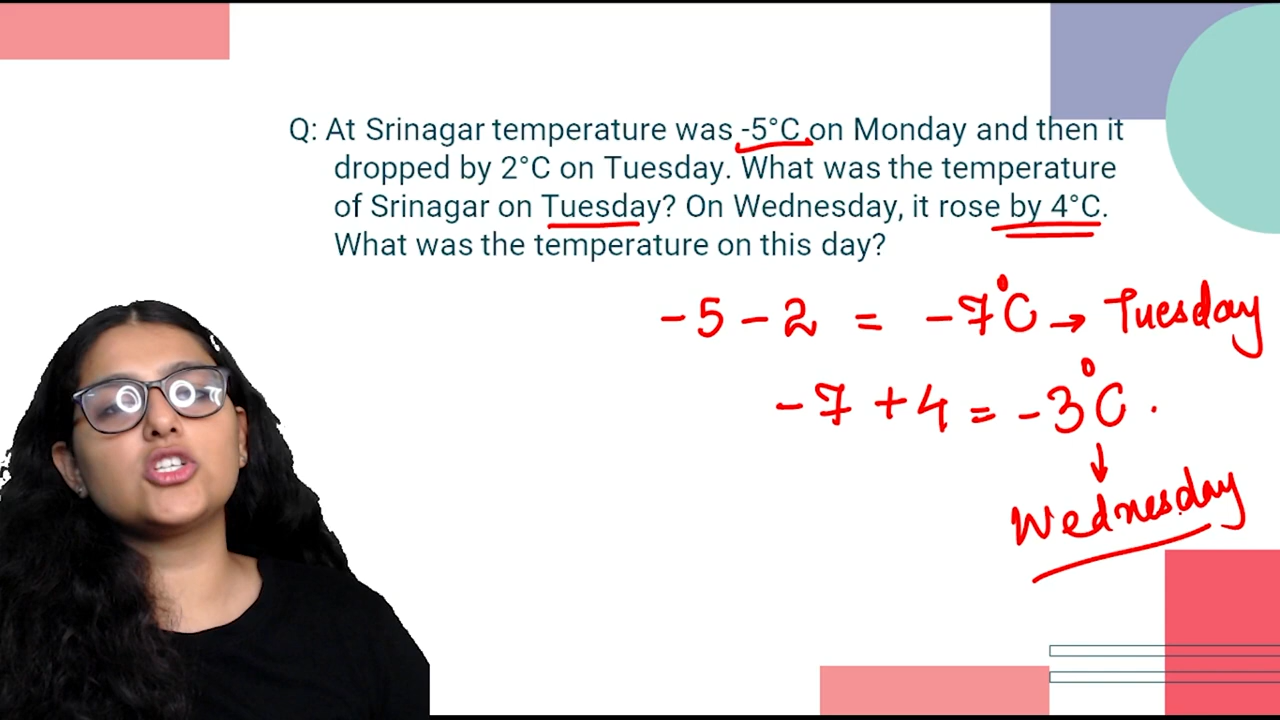 Q: At Srinagar temperature was -5°C on Monday and then it
dropped by 2°C on Tuesday. What was the temperature
of Srinagar on Tuesday? On Wednesday, it rose by 4°C.
What was the temperature on this day?
-5 - 2 = -7°C → Tuesday
-7 + 4 = -3°C.
↓
Wednesday